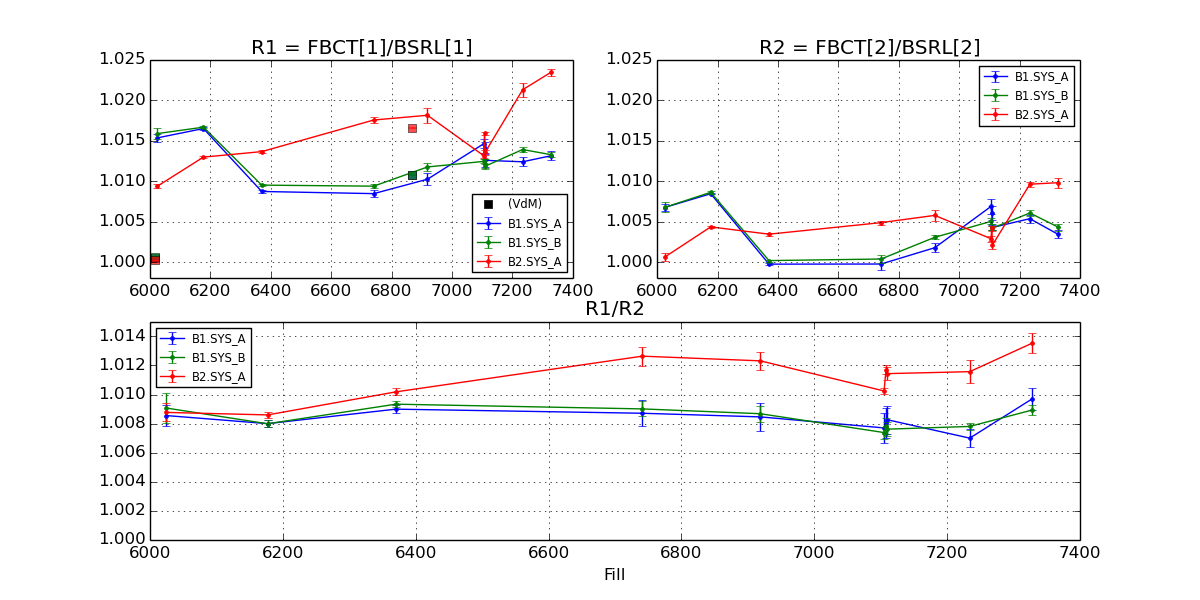 R1 = FBCT[1]/BSRL[1]
1.025
1.020
1.015
1.010
1.005
1.000
6000 6200 6400 6600 6800 7000 7200 7400
(VdM)
B1.SYS_A
B1.SYS_B
B2.SYS_A
R2 = FBCT[2]/BSRL[2]
1.025
1.020
1.015
1.010
1.005
1.000
6000 6200 6400 6600 6800 7000 7200 7400
B1.SYS_A
B1.SYS_B
B2.SYS_A
R1/R2
1.014
1.012
1.010
1.008
1.006
1.004
1.002
1.000
6000 6200 6400 6600 6800 7000 7200 7400
B1.SYS_A
B1.SYS_B
B2.SYS_A
Fill